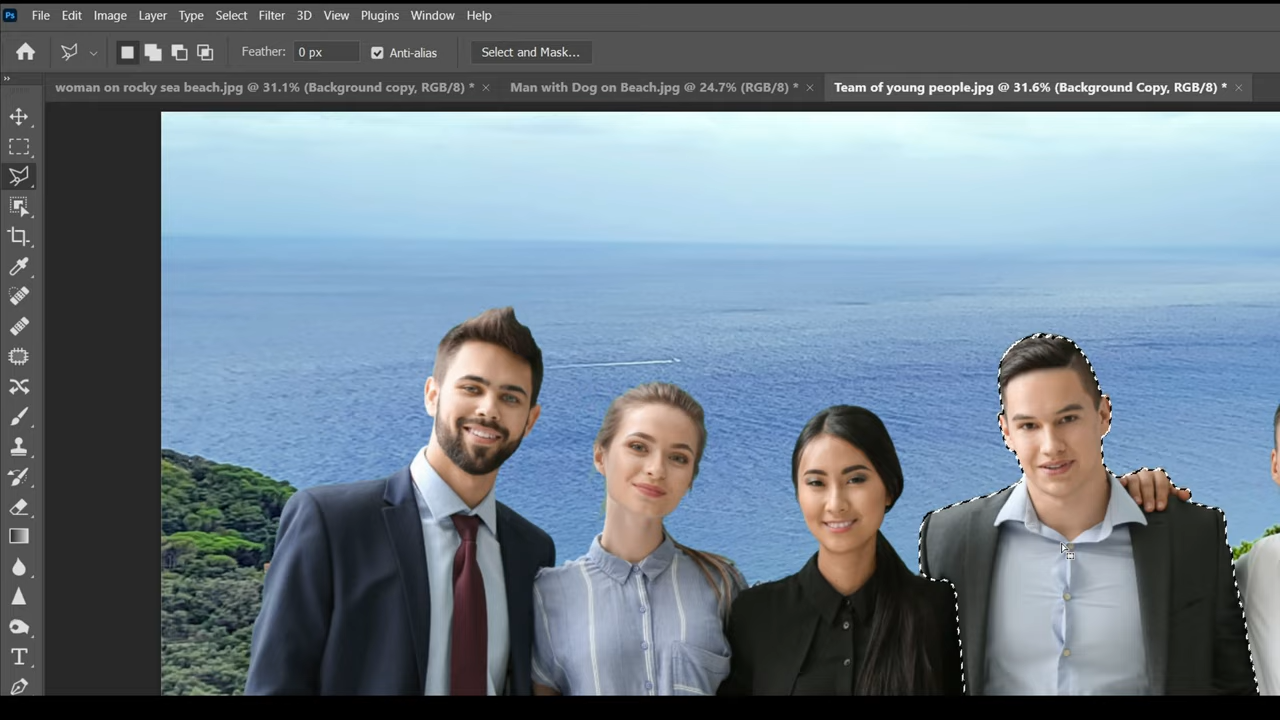 Ps File Edit Image Layer Type Select Filter 3D View Plugins Window Help
Feather: 0 px Anti-alias Select and Mask...
woman on rocky sea beach.jpg @ 31.1% (Background copy, RGB/8) * Man with Dog on Beach.jpg @ 24.7% (RGB/8) * Team of young people.jpg @ 31.6% (Background Copy, RGB/8) *